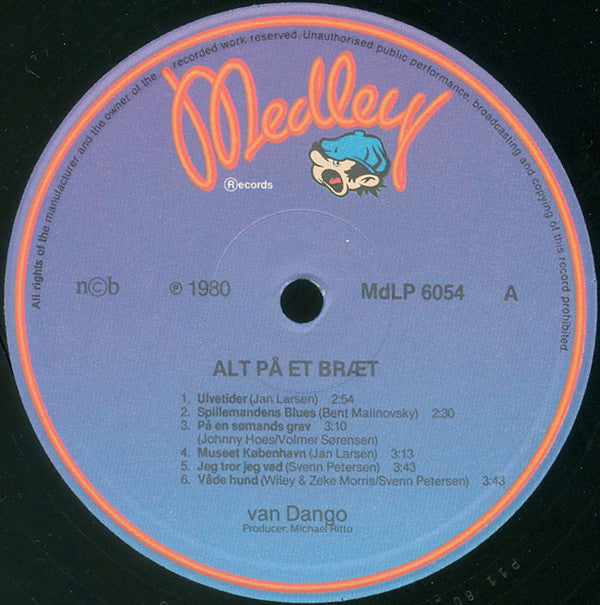 All rights of the manufacturer and the owner of the recorded work reserved. Unauthorised public performance, broadcasting and copying of this record prohibited.
Medley
Ⓡecords
n©b
℗ 1980
MdLP 6054
A
ALT PÅ ET BRÆT
1. Ulvetider (Jan Larsen) 2:54
2. Spillemandens Blues (Bent Malinovsky) 2:30
3. På en sømands grav 3:10
(Johnny Hoes/Volmer Sørensen)
4. Museet København (Jan Larsen) 3:13
5. Jeg tror jeg ved (Svenn Petersen) 3:43
6. Våde hund (Wiley & Zeke Morris/Svenn Petersen) 3:43
van Dango
Producer: Michael Ritto